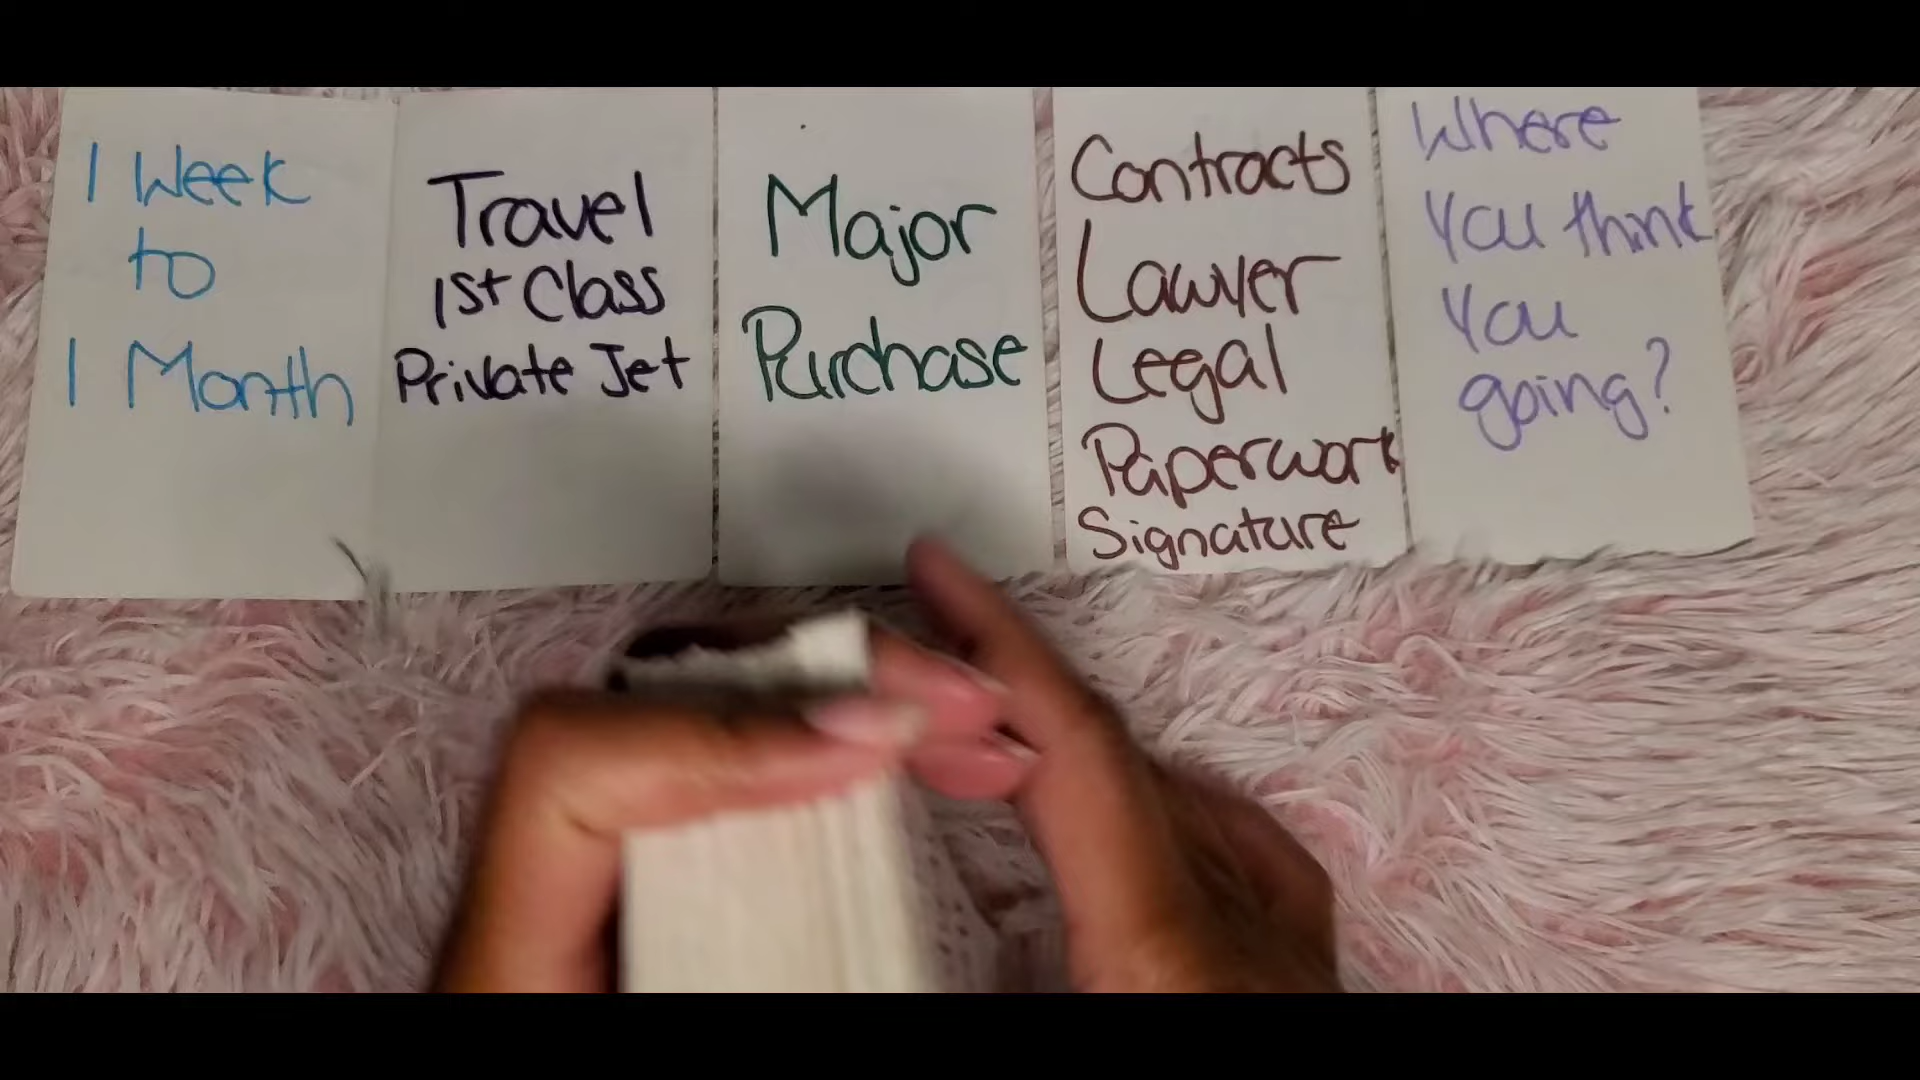 1 Week
to
1 Month
Travel
1st Class
Private Jet
Major
Purchase
Contracts
Lawyer
Legal
Paperwork
Signature
Where
You think
You
going?